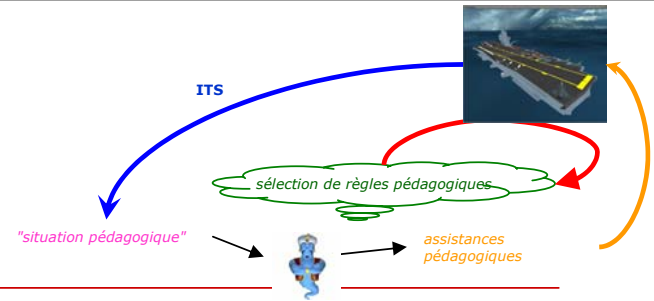 ITS
sélection de règles pédagogiques
"situation pédagogique"
assistances
pédagogiques